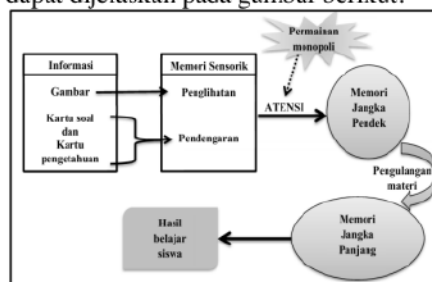 dapat dijelaskan pada gambar berikut:
Permainan
monopoli
Informasi
Gambar
Kartu soal
dan
Kartu
pengetahuan
Memori Sensorik
Penglihatan
Pendengaran
ATENSI
Memori
Jangka
Pendek
Pengulangan
materi
Memori
Jangka
Panjang
Hasil
belajar
siswa